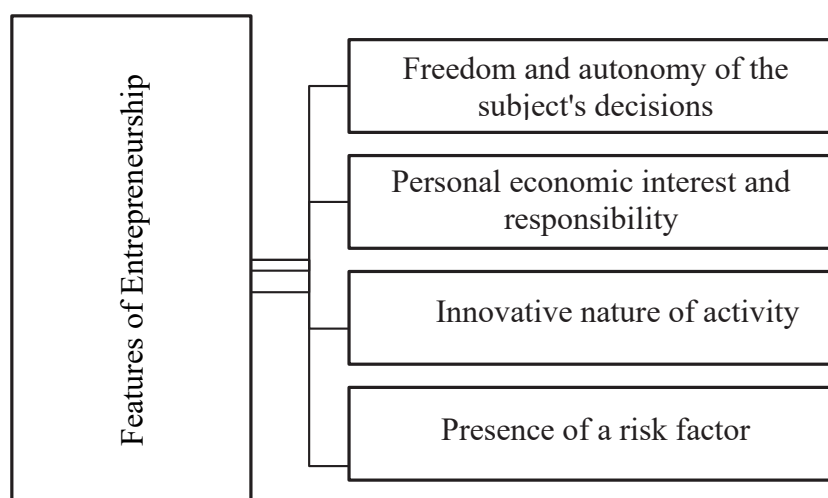 Features of Entrepreneurship
Freedom and autonomy of the
subject's decisions
Personal economic interest and
responsibility
Innovative nature of activity
Presence of a risk factor